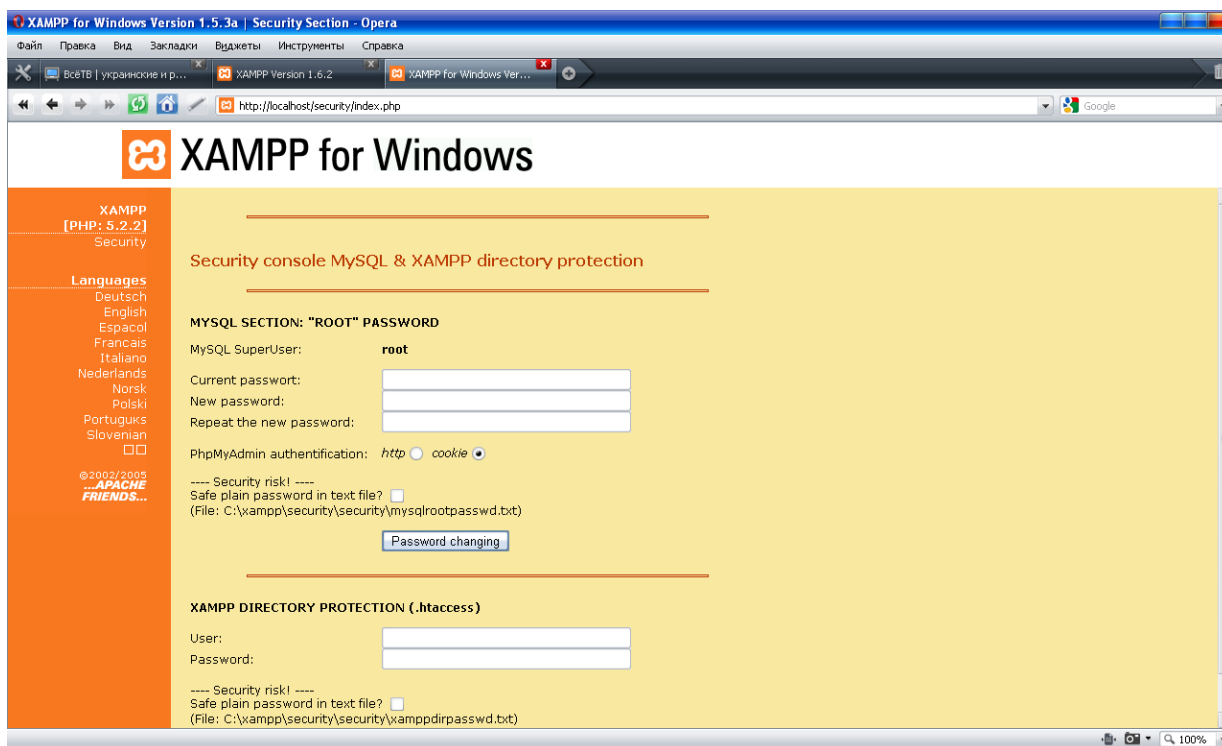 XAMPP for Windows Version 1.5.3a | Security Section - Opera
Файл Правка Вид Закладки Виджеты Инструменты Справка
ВсёТВ | украинские и р... XAMPP Version 1.6.2 XAMPP for Windows Ver...
http://localhost/security/index.php Google
XAMPP for Windows
XAMPP
[PHP: 5.2.2]
Security
Languages
Deutsch
English
Espacol
Francais
Italiano
Nederlands
Norsk
Polski
Portuguкs
Slovenian
©2002/2005
...APACHE
FRIENDS...
Security console MySQL & XAMPP directory protection
MYSQL SECTION: "ROOT" PASSWORD
MySQL SuperUser: root
Current passwort:
New password:
Repeat the new password:
PhpMyAdmin authentification: http cookie
---- Security risk! ----
Safe plain password in text file?
(File: C:\xampp\security\security\mysqlrootpasswd.txt)
Password changing
XAMPP DIRECTORY PROTECTION (.htaccess)
User:
Password:
---- Security risk! ----
Safe plain password in text file?
(File: C:\xampp\security\security\xamppdirpasswd.txt)
100%